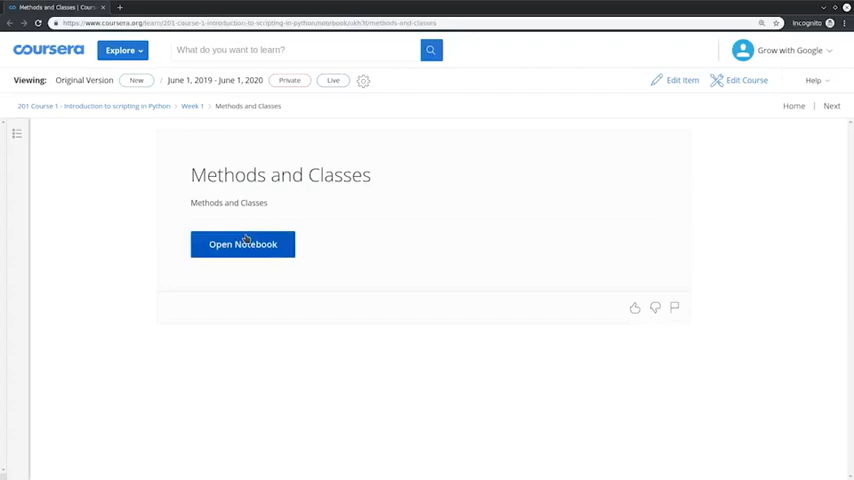 Methods and Classes | Cours
https://www.coursera.org/learn/201-course-1-introduction-to-scripting-in-python/notebook/ukh3t/methods-and-classes
Incognito
coursera
Explore
What do you want to learn?
Grow with Google
Viewing: Original Version New / June 1, 2019 - June 1, 2020 Private Live
Edit Item
Edit Course
Help
201 Course 1 - Introduction to scripting in Python > Week 1 > Methods and Classes
Home | Next
Methods and Classes
Methods and Classes
Open Notebook